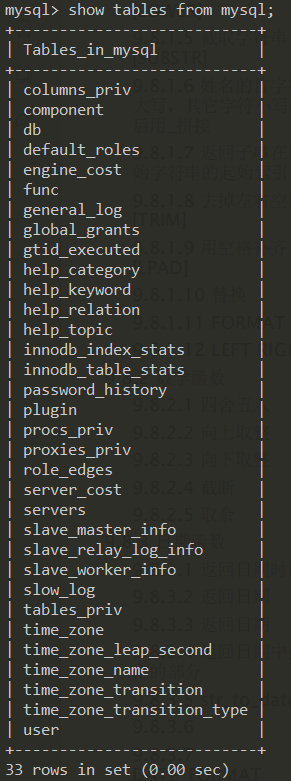 mysql> show tables from mysql;
+---------------------------+
| Tables_in_mysql           |
+---------------------------+
| columns_priv              |
| component                 |
| db                        |
| default_roles             |
| engine_cost               |
| func                      |
| general_log               |
| global_grants             |
| gtid_executed             |
| help_category             |
| help_keyword              |
| help_relation             |
| help_topic                |
| innodb_index_stats        |
| innodb_table_stats        |
| password_history          |
| plugin                    |
| procs_priv                |
| proxies_priv              |
| role_edges                |
| server_cost               |
| servers                   |
| slave_master_info         |
| slave_relay_log_info      |
| slave_worker_info         |
| slow_log                  |
| tables_priv               |
| time_zone                 |
| time_zone_leap_second     |
| time_zone_name            |
| time_zone_transition      |
| time_zone_transition_type |
| user                      |
+---------------------------+
33 rows in set (0.00 sec)